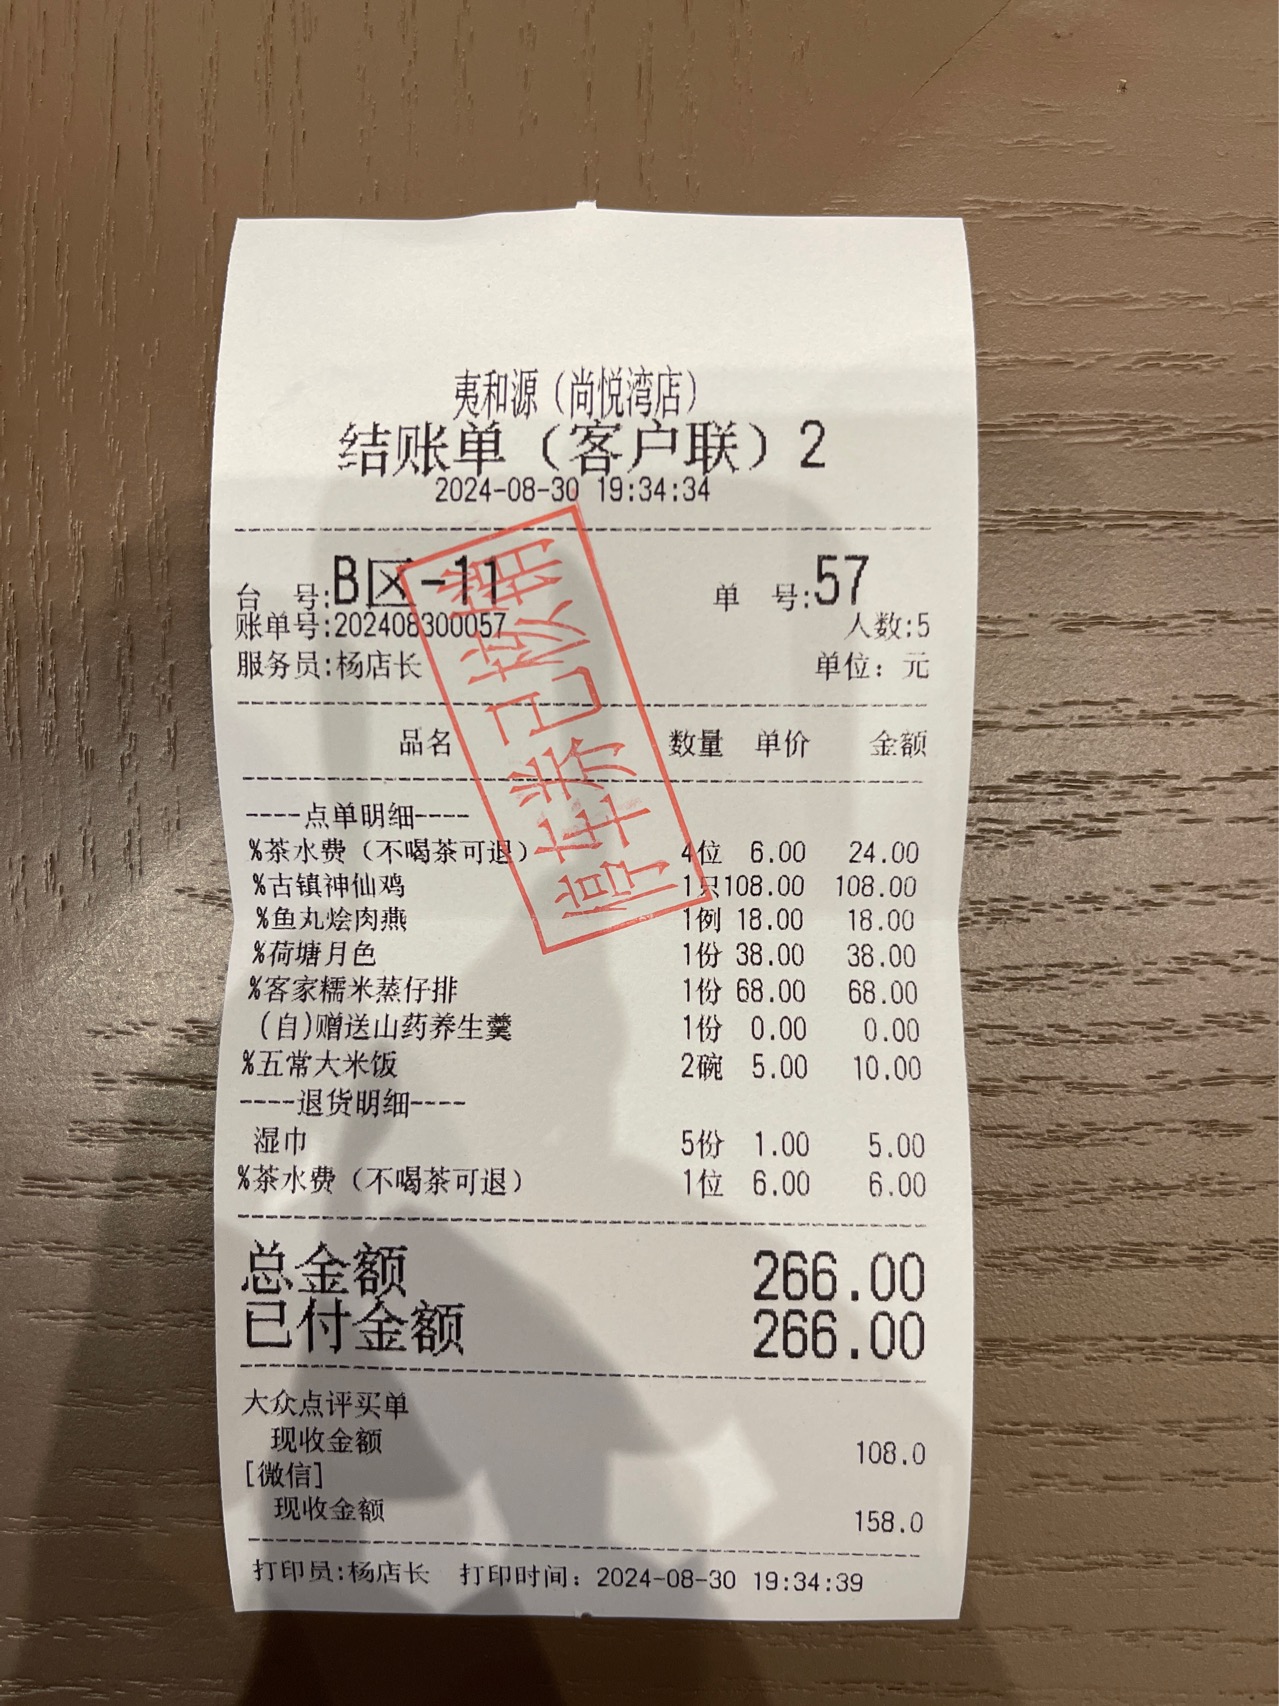 夷和源（尚悦湾店）
结账单（客户联）2
2024-08-30 19:34:34
台 号:B区-11 单 号:57
账单号:202408300057 人数:5
服务员:杨店长 单位：元
品名 数量 单价 金额
----点单明细----
%茶水费（不喝茶可退） 4位 6.00 24.00
%古镇神仙鸡 1只108.00 108.00
%鱼丸烩肉燕 1例 18.00 18.00
%荷塘月色 1份 38.00 38.00
%客家糯米蒸仔排 1份 68.00 68.00
(自)赠送山药养生羹 1份 0.00 0.00
%五常大米饭 2碗 5.00 10.00
----退货明细----
湿巾 5份 1.00 5.00
%茶水费（不喝茶可退） 1位 6.00 6.00
总金额 266.00
已付金额 266.00
大众点评买单
现收金额 108.0
[微信]
现收金额 158.0
打印员:杨店长 打印时间：2024-08-30 19:34:39
停车券已核销